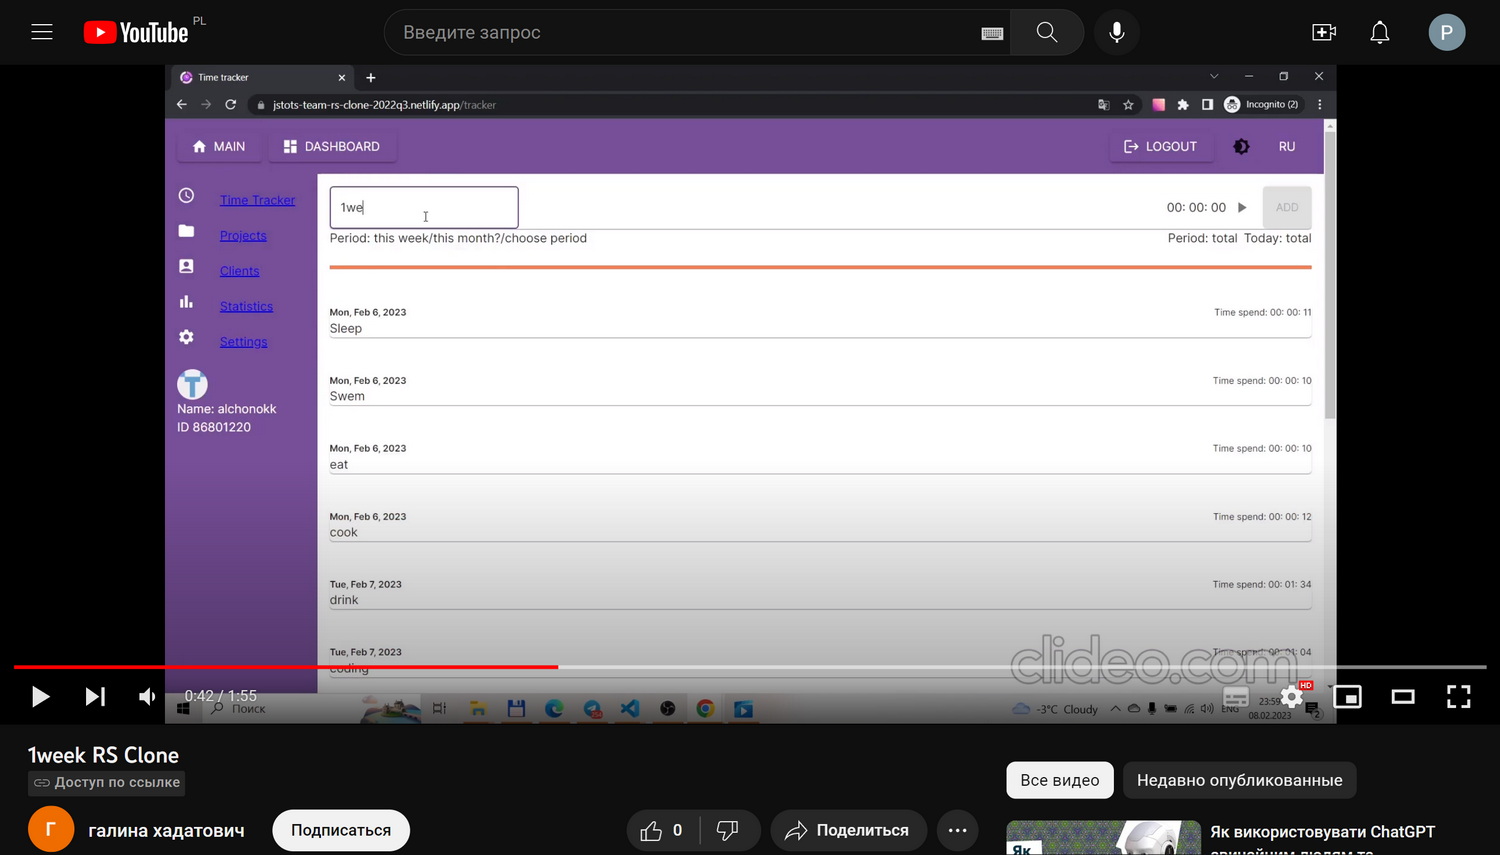 YouTube PL
Введите запрос
Time tracker
jstots-team-rs-clone-2022q3.netlify.app/tracker
Incognito (2)
MAIN
DASHBOARD
LOGOUT
RU
Time Tracker
Projects
Clients
Statistics
Settings
Name: alchonokk
ID 86801220
1we
00: 00: 00
ADD
Period: this week/this month?/choose period
Period: total Today: total
Mon, Feb 6, 2023
Time spend: 00: 00: 11
Sleep
Mon, Feb 6, 2023
Time spend: 00: 00: 10
Swem
Mon, Feb 6, 2023
Time spend: 00: 00: 10
eat
Mon, Feb 6, 2023
Time spend: 00: 00: 12
cook
Tue, Feb 7, 2023
Time spend: 00: 01: 34
drink
Tue, Feb 7, 2023
Time spend: 00: 01: 04
coding
clideo.com
0:42 / 1:55
HD
Поиск
-3°C Cloudy
ENG
23:59
08.02.2023
2
1week RS Clone
Доступ по ссылке
Г
галина хадатович
Подписаться
0
Поделиться
P
Все видео
Недавно опубликованные
Як
Як використовувати ChatGPT
звичайним людям та